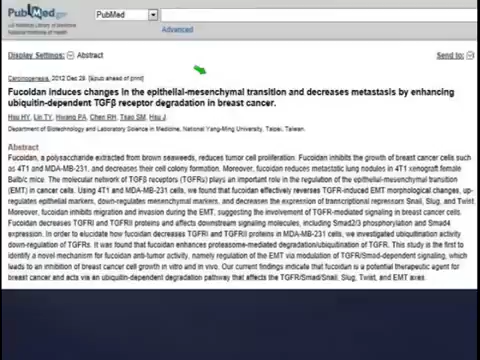 PubMed.gov
US National Library of Medicine
National Institutes of Health
PubMed
Advanced
Display Settings: Abstract
Send to:
Carcinogenesis. 2012 Dec 28. [Epub ahead of print]
Fucoidan induces changes in the epithelial-mesenchymal transition and decreases metastasis by enhancing
ubiquitin-dependent TGFβ receptor degradation in breast cancer.
Hsu HY, Lin TY, Hwang PA, Chen RH, Tsao SM, Hsu J.
Department of Biotechnology and Laboratory Science in Medicine, National Yang-Ming University, Taipei, Taiwan.
Abstract
Fucoidan, a polysaccharide extracted from brown seaweeds, reduces tumor cell proliferation. Fucoidan inhibits the growth of breast cancer cells such
as 4T1 and MDA-MB-231, and decreases their cell colony formation. Moreover, fucoidan reduces metastatic lung nodules in 4T1 xenograft female
Balb/c mice. The molecular network of TGFβ receptors (TGFRs) plays an important role in the regulation of the epithelial-mesenchymal transition
(EMT) in cancer cells. Using 4T1 and MDA-MB-231 cells, we found that fucoidan effectively reverses TGFR-induced EMT morphological changes, up-
regulates epithelial markers, down-regulates mesenchymal markers, and decreases the expression of transcriptional repressors Snail, Slug, and Twist.
Moreover, fucoidan inhibits migration and invasion during the EMT, suggesting the involvement of TGFR-mediated signaling in breast cancer cells.
Fucoidan decreases TGFRI and TGFRII proteins and affects downstream signaling molecules, including Smad2/3 phosphorylation and Smad4
expression. In order to elucidate how fucoidan decreases TGFRI and TGFRII proteins in MDA-MB-231 cells, we investigated ubiquitination activity
down-regulation of TGFRs. It was found that fucoidan enhances proteasome-mediated degradation/ubiquitination of TGFR. This study is the first to
identify a novel mechanism for fucoidan anti-tumor activity, namely regulation of the EMT via modulation of TGFR/Smad-dependent signaling, which
leads to an inhibition of breast cancer cell growth in vitro and in vivo. Our current findings indicate that fucoidan is a potential therapeutic agent for
breast cancer and acts via an ubiquitin-dependent degradation pathway that affects the TGFR/Smad/Snail, Slug, Twist, and EMT axes.